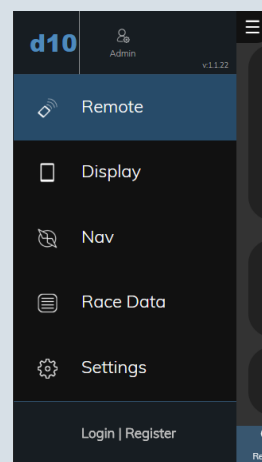 d10
Admin
v:1.1.22
Remote
Display
Nav
Race Data
Settings
Login | Register